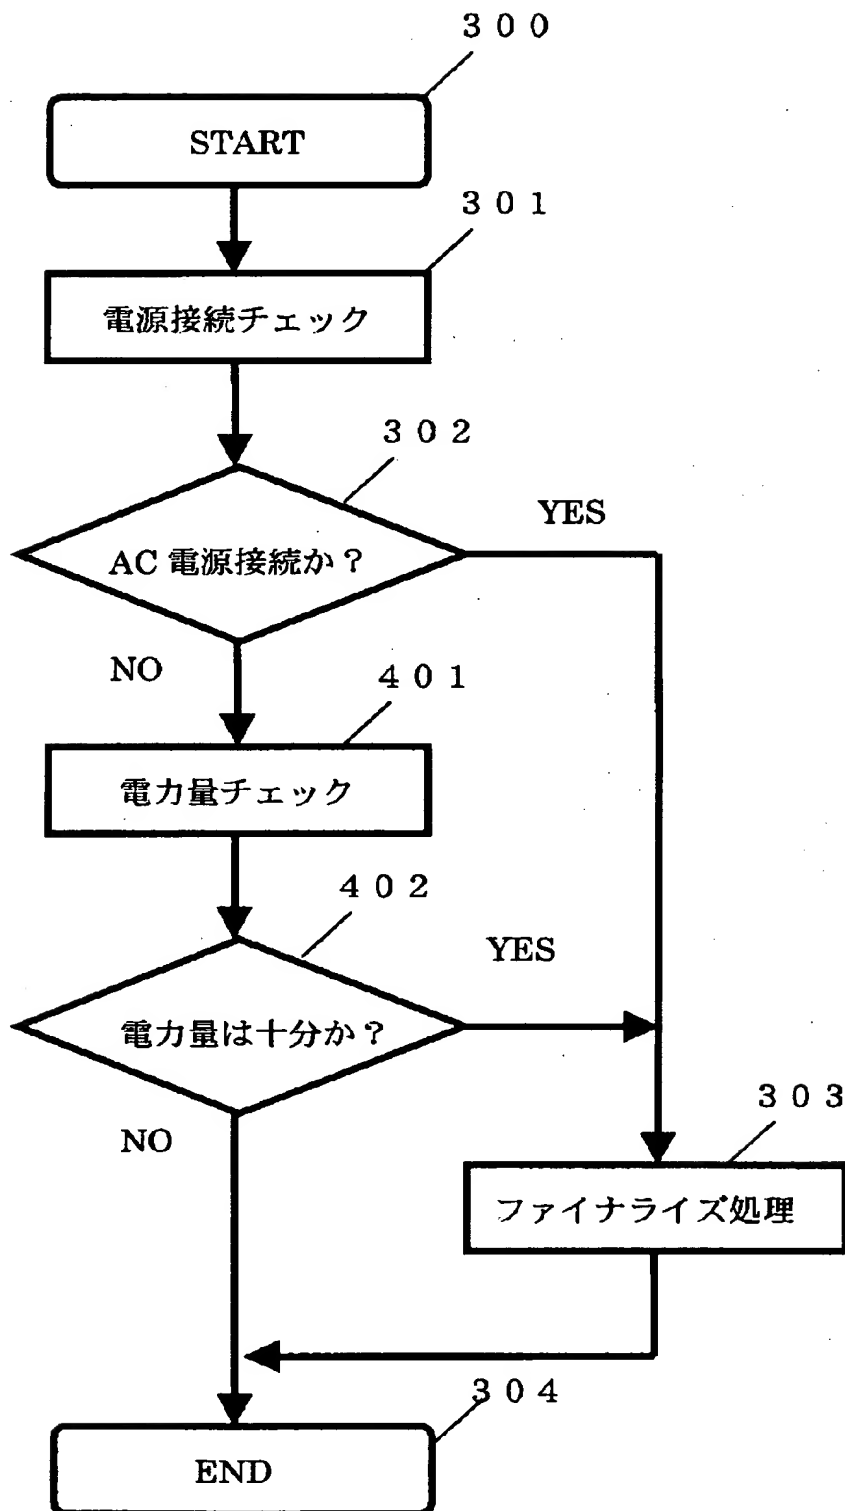 ３００
START
３０１
電源接続チェック
３０２
YES
AC 電源接続か？
NO
４０１
電力量チェック
４０２
YES
電力量は十分か？
３０３
NO
ファイナライズ処理
３０４
END